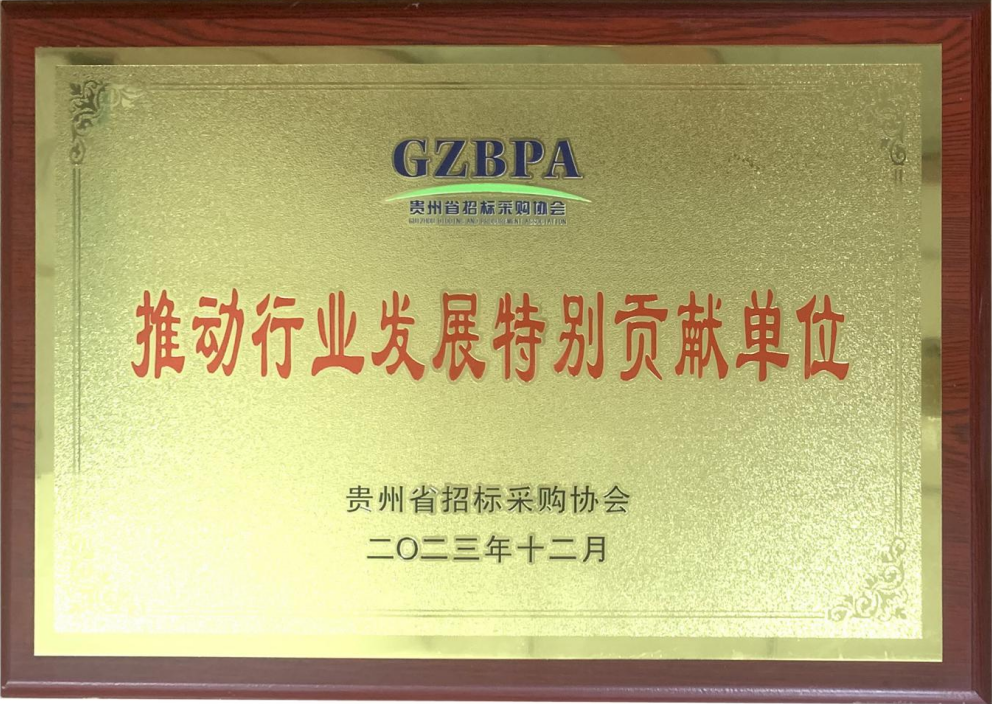 GZBPA
贵州省招标采购协会
推动行业发展特别贡献单位
贵州省招标采购协会
二〇二三年十二月